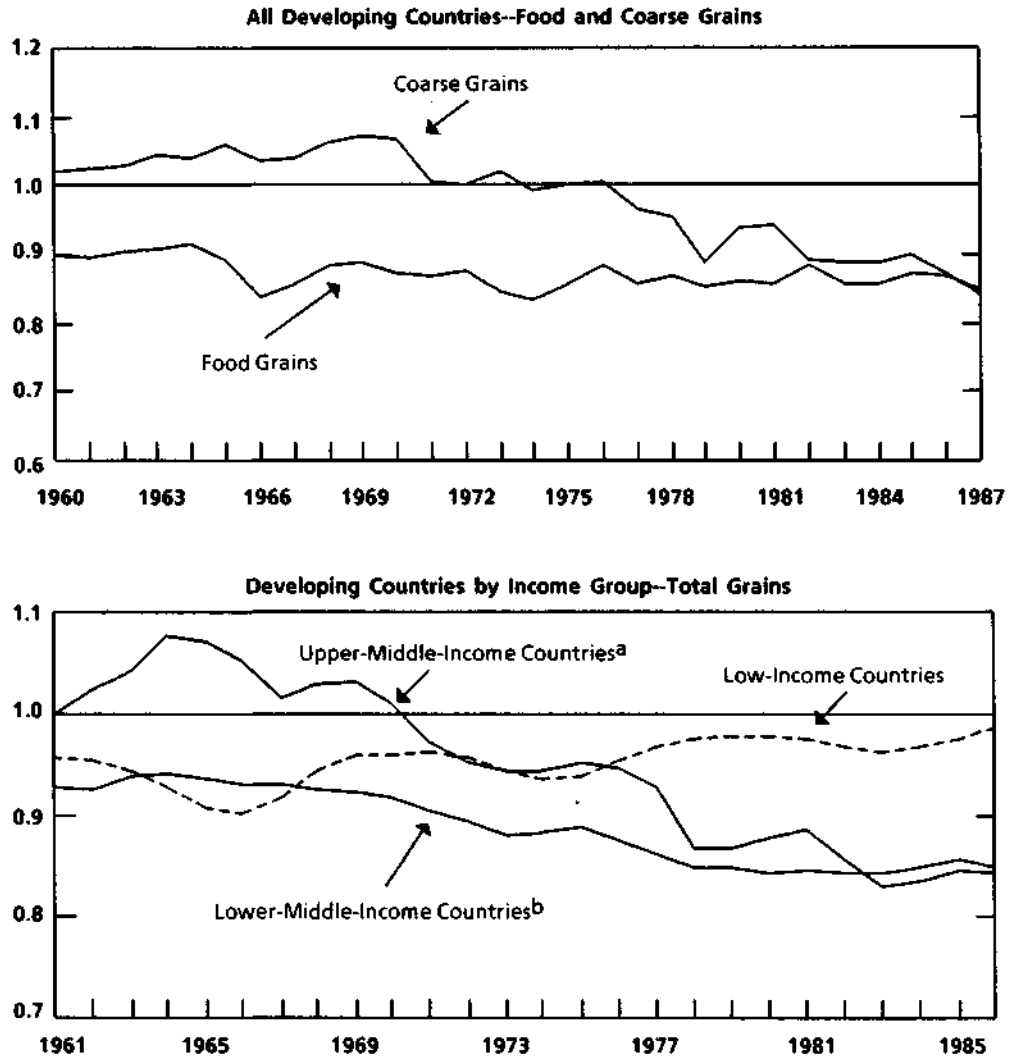 All Developing Countries--Food and Coarse Grains
1.2
Coarse Grains
1.1
1.0
0.9
0.8
Food Grains
0.7
0.6
1960 1963 1966 1969 1972 1975 1978 1981 1984 1987
Developing Countries by Income Group--Total Grains
1.1
Upper-Middle-Income Countriesa
Low-Income Countries
1.0
0.9
Lower-Middle-Income Countriesb
0.8
0.7
1961 1965 1969 1973 1977 1981 1985